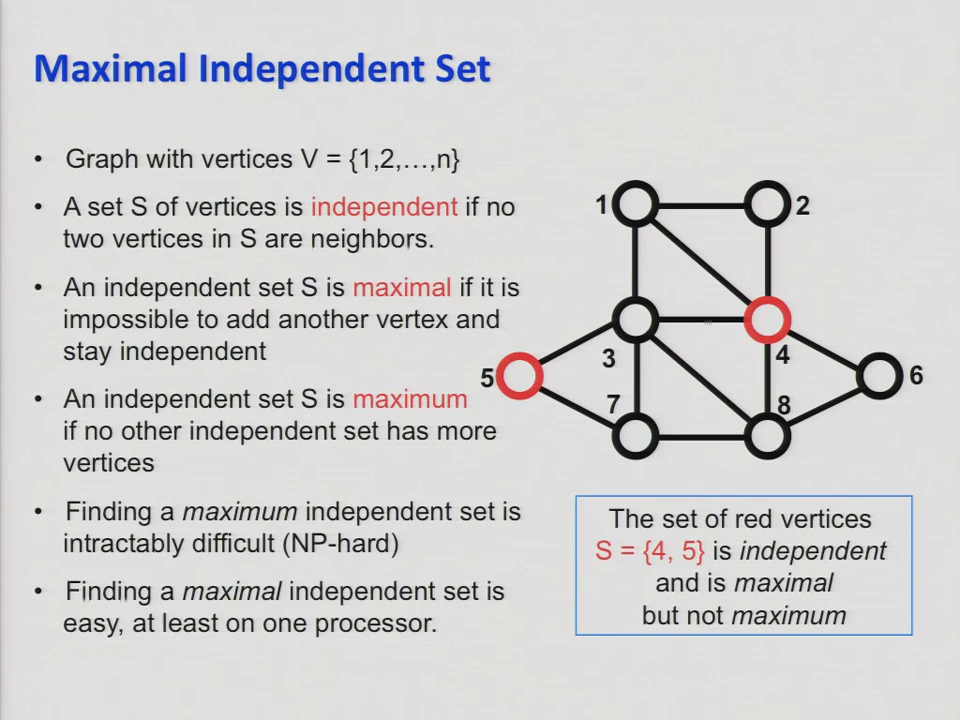 Maximal Independent Set
• Graph with vertices V = {1,2,…,n}
• A set S of vertices is independent if no
two vertices in S are neighbors.
• An independent set S is maximal if it is
impossible to add another vertex and
stay independent
• An independent set S is maximum
if no other independent set has more
vertices
• Finding a maximum independent set is
intractably difficult (NP-hard)
• Finding a maximal independent set is
easy, at least on one processor.
1
2
3
4
5
6
7
8
The set of red vertices
S = {4, 5} is independent
and is maximal
but not maximum